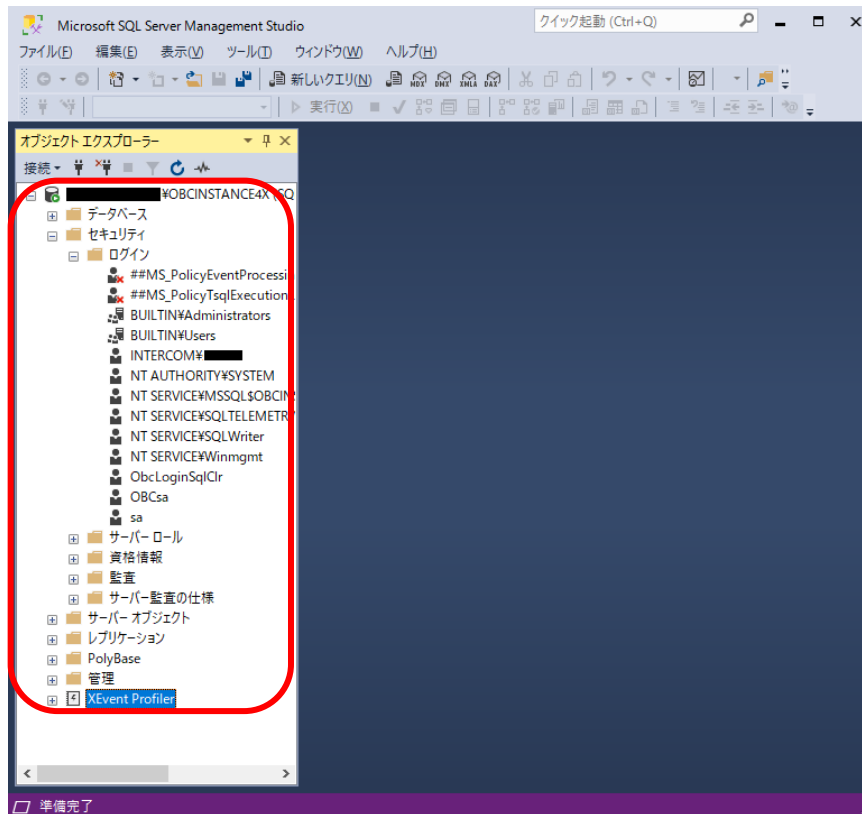 Microsoft SQL Server Management Studio
クイック起動 (Ctrl+Q)
ファイル(F) 編集(E) 表示(V) ツール(T) ウィンドウ(W) ヘルプ(H)
新しいクエリ(N) MDX DMX XMLA DAX
実行(X)
オブジェクト エクスプローラー
接続
¥OBCINSTANCE4X (SQ
データベース
セキュリティ
ログイン
##MS_PolicyEventProcessi
##MS_PolicyTsqlExecution
BUILTIN¥Administrators
BUILTIN¥Users
INTERCOM¥
NT AUTHORITY¥SYSTEM
NT SERVICE¥MSSQL$OBCINS
NT SERVICE¥SQLTELEMETRY
NT SERVICE¥SQLWriter
NT SERVICE¥Winmgmt
ObcLoginSqlClr
OBCsa
sa
サーバー ロール
資格情報
監査
サーバー監査の仕様
サーバー オブジェクト
レプリケーション
PolyBase
管理
XEvent Profiler
準備完了